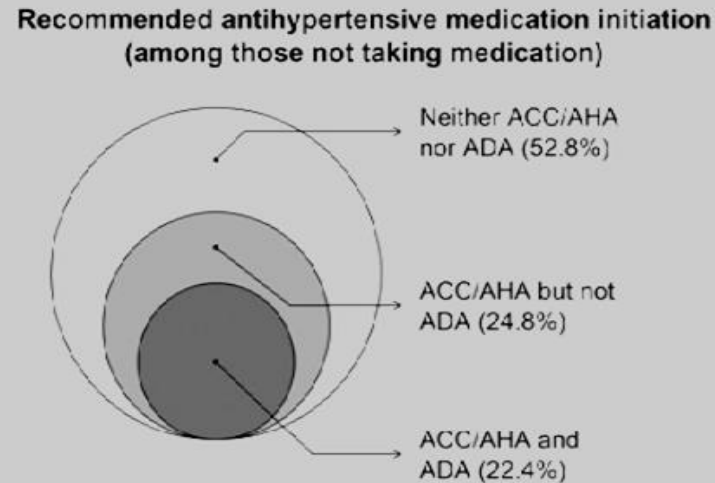 Recommended antihypertensive medication initiation
(among those not taking medication)
Neither ACC/AHA
nor ADA (52.8%)
ACC/AHA but not
ADA (24.8%)
ACC/AHA and
ADA (22.4%)